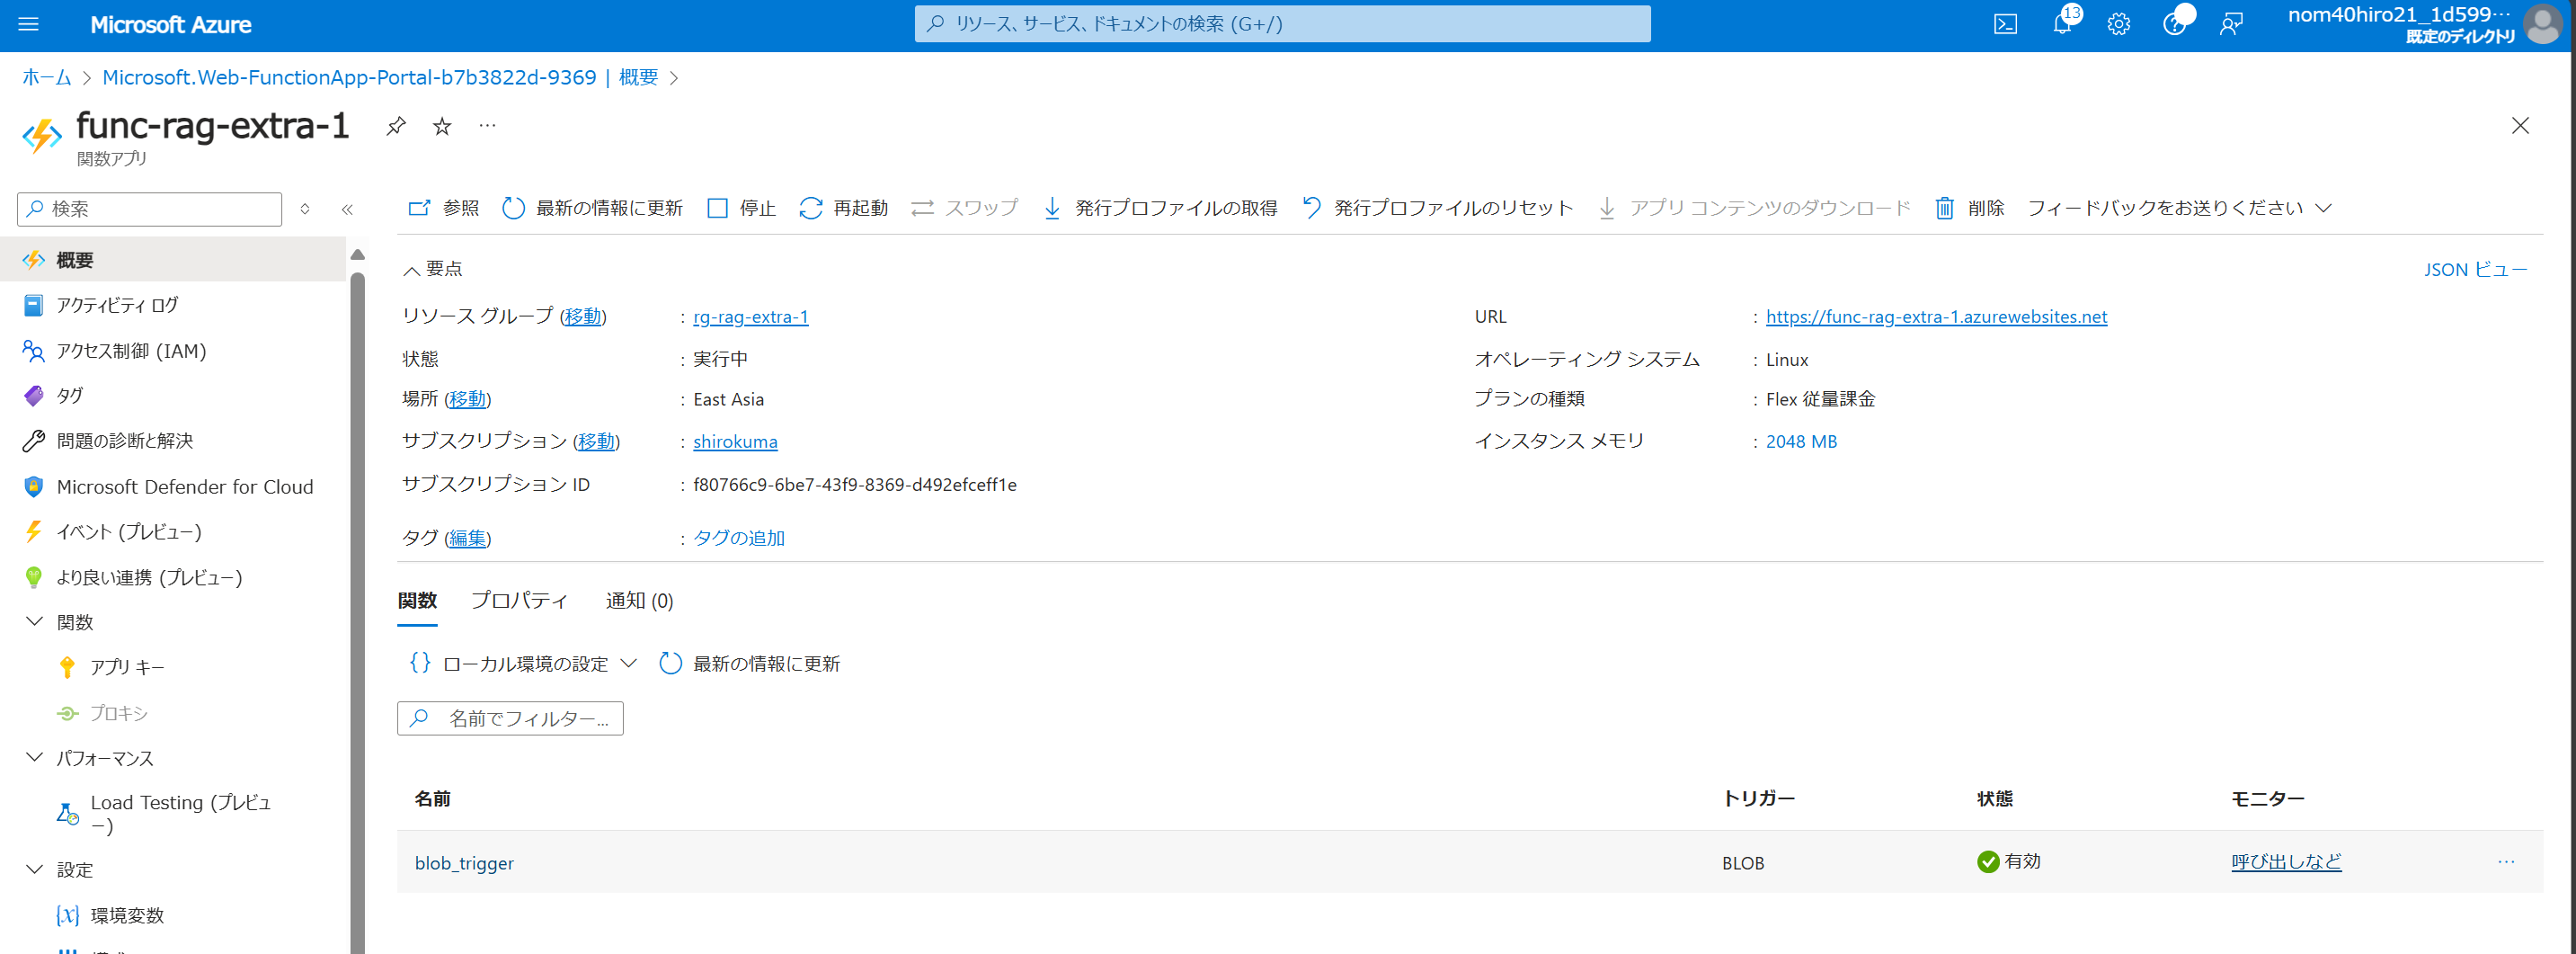 Microsoft Azure
リソース、サービス、ドキュメントの検索 (G+/)
13
nom40hiro21_1d599…
既定のディレクトリ
ホーム > Microsoft.Web-FunctionApp-Portal-b7b3822d-9369 | 概要 >
func-rag-extra-1
関数アプリ
検索
参照 最新の情報に更新 停止 再起動 スワップ 発行プロファイルの取得 発行プロファイルのリセット アプリ コンテンツのダウンロード 削除 フィードバックをお送りください
概要
アクティビティ ログ
アクセス制御 (IAM)
タグ
問題の診断と解決
Microsoft Defender for Cloud
イベント (プレビュー)
より良い連携 (プレビュー)
関数
アプリ キー
プロキシ
パフォーマンス
Load Testing (プレビュ
ー)
設定
環境変数
要点
JSON ビュー
リソース グループ (移動) : rg-rag-extra-1
状態 : 実行中
場所 (移動) : East Asia
サブスクリプション (移動) : shirokuma
サブスクリプション ID : f80766c9-6be7-43f9-8369-d492efceff1e
タグ (編集) : タグの追加
URL : https://func-rag-extra-1.azurewebsites.net
オペレーティング システム : Linux
プランの種類 : Flex 従量課金
インスタンス メモリ : 2048 MB
関数 プロパティ 通知 (0)
{} ローカル環境の設定 最新の情報に更新
名前でフィルター...
名前 トリガー 状態 モニター
blob_trigger BLOB 有効 呼び出しなど